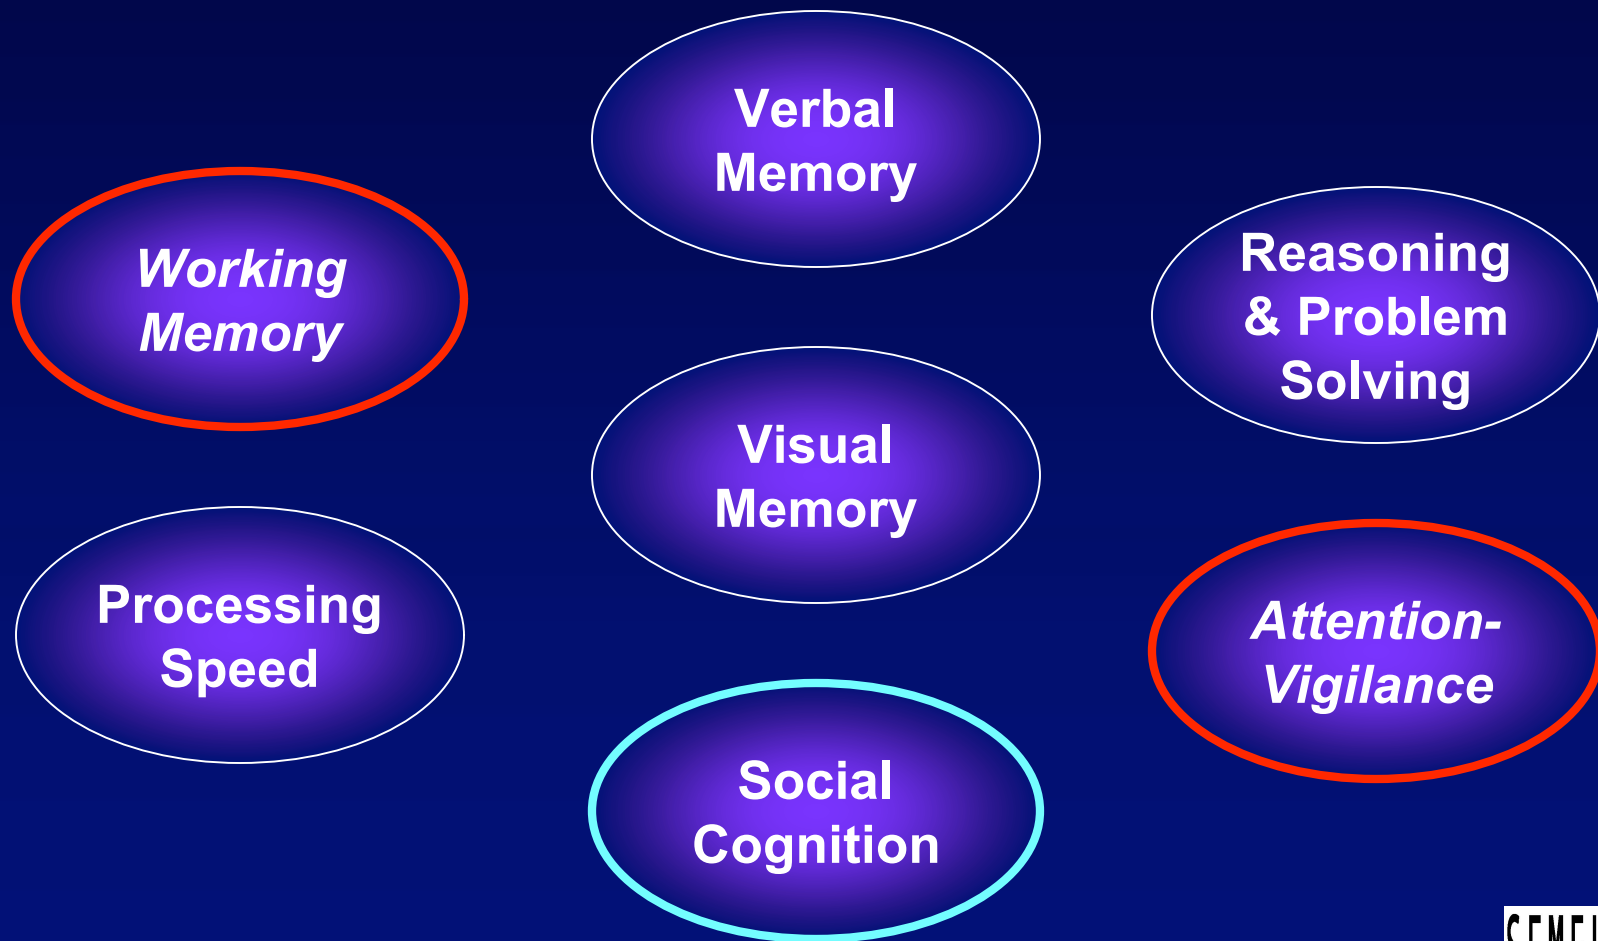 Verbal
Memory
Working
Memory
Reasoning
& Problem
Solving
Visual
Memory
Processing
Speed
Attention-
Vigilance
Social
Cognition